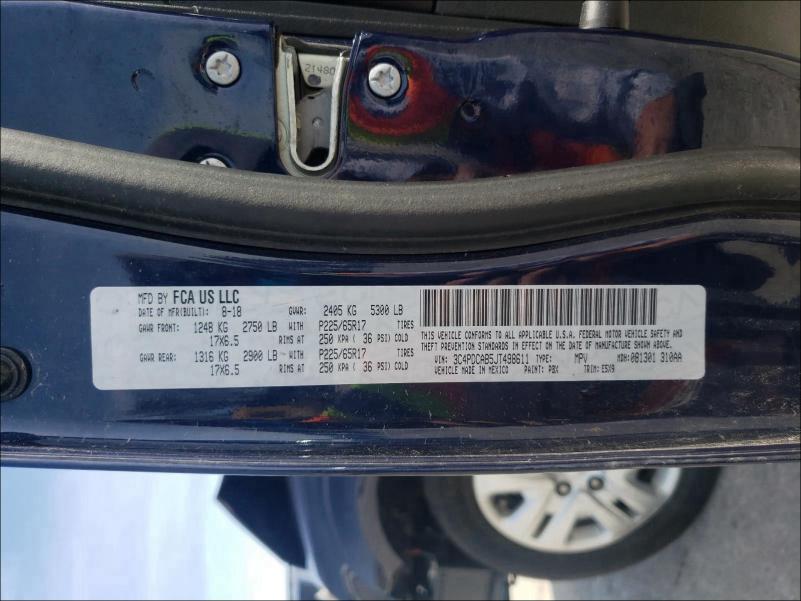 21480
MFD BY FCA US LLC
DATE OF MFR(BUILT): 8-18 GVWR: 2405 KG 5300 LB
GAWR FRONT: 1248 KG 2750 LB WITH P225/65R17 TIRES
17X6.5 RIMS AT 250 KPA ( 36 PSI) COLD
GAWR REAR: 1316 KG 2900 LB WITH P225/65R17 TIRES
17X6.5 RIMS AT 250 KPA ( 36 PSI) COLD
THIS VEHICLE CONFORMS TO ALL APPLICABLE U.S.A. FEDERAL MOTOR VEHICLE SAFETY AND
THEFT PREVENTION STANDARDS IN EFFECT ON THE DATE OF MANUFACTURE SHOWN ABOVE.
VIN: 3C4PDCAB5JT498611 TYPE: MPV MDH: 081301 310AA
VEHICLE MADE IN MEXICO PAINT: PBX TRIM: E5X9